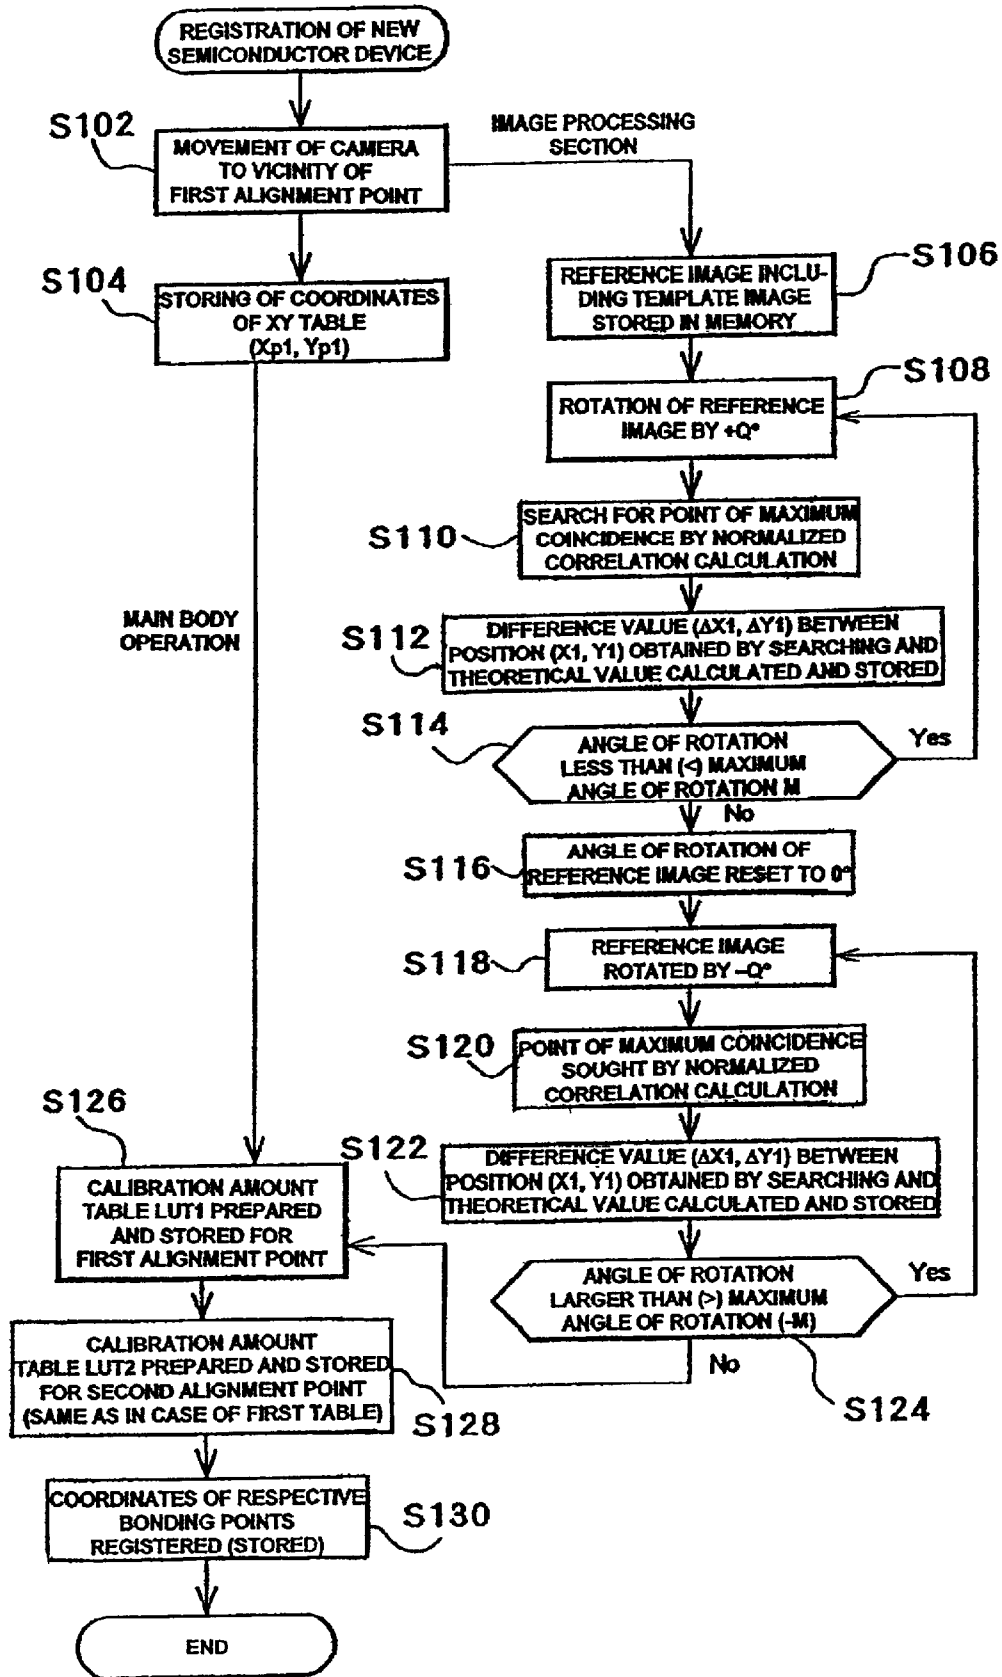 REGISTRATION OF NEW
SEMICONDUCTOR DEVICE
S102
MOVEMENT OF CAMERA
TO VICINITY OF
FIRST ALIGNMENT POINT
IMAGE PROCESSING
SECTION
S104
STORING OF COORDINATES
OF XY TABLE
(Xp1, Yp1)
S106
REFERENCE IMAGE INCLU-
DING TEMPLATE IMAGE
STORED IN MEMORY
S108
ROTATION OF REFERENCE
IMAGE BY +Q°
S110
SEARCH FOR POINT OF MAXIMUM
COINCIDENCE BY NORMALIZED
CORRELATION CALCULATION
MAIN BODY
OPERATION
S112
DIFFERENCE VALUE (ΔX1, ΔY1) BETWEEN
POSITION (X1, Y1) OBTAINED BY SEARCHING AND
THEORETICAL VALUE CALCULATED AND STORED
S114
ANGLE OF ROTATION
LESS THAN (<) MAXIMUM
ANGLE OF ROTATION M
Yes
No
S116
ANGLE OF ROTATION OF
REFERENCE IMAGE RESET TO 0°
S118
REFERENCE IMAGE
ROTATED BY –Q°
S120
POINT OF MAXIMUM COINCIDENCE
SOUGHT BY NORMALIZED
CORRELATION CALCULATION
S122
DIFFERENCE VALUE (ΔX1, ΔY1) BETWEEN
POSITION (X1, Y1) OBTAINED BY SEARCHING AND
THEORETICAL VALUE CALCULATED AND STORED
S124
ANGLE OF ROTATION
LARGER THAN (>) MAXIMUM
ANGLE OF ROTATION (-M)
Yes
No
S126
CALIBRATION AMOUNT
TABLE LUT1 PREPARED
AND STORED FOR
FIRST ALIGNMENT POINT
CALIBRATION AMOUNT
TABLE LUT2 PREPARED AND STORED
FOR SECOND ALIGNMENT POINT
(SAME AS IN CASE OF FIRST TABLE)
S128
COORDINATES OF RESPECTIVE
BONDING POINTS
REGISTERED (STORED)
S130
END